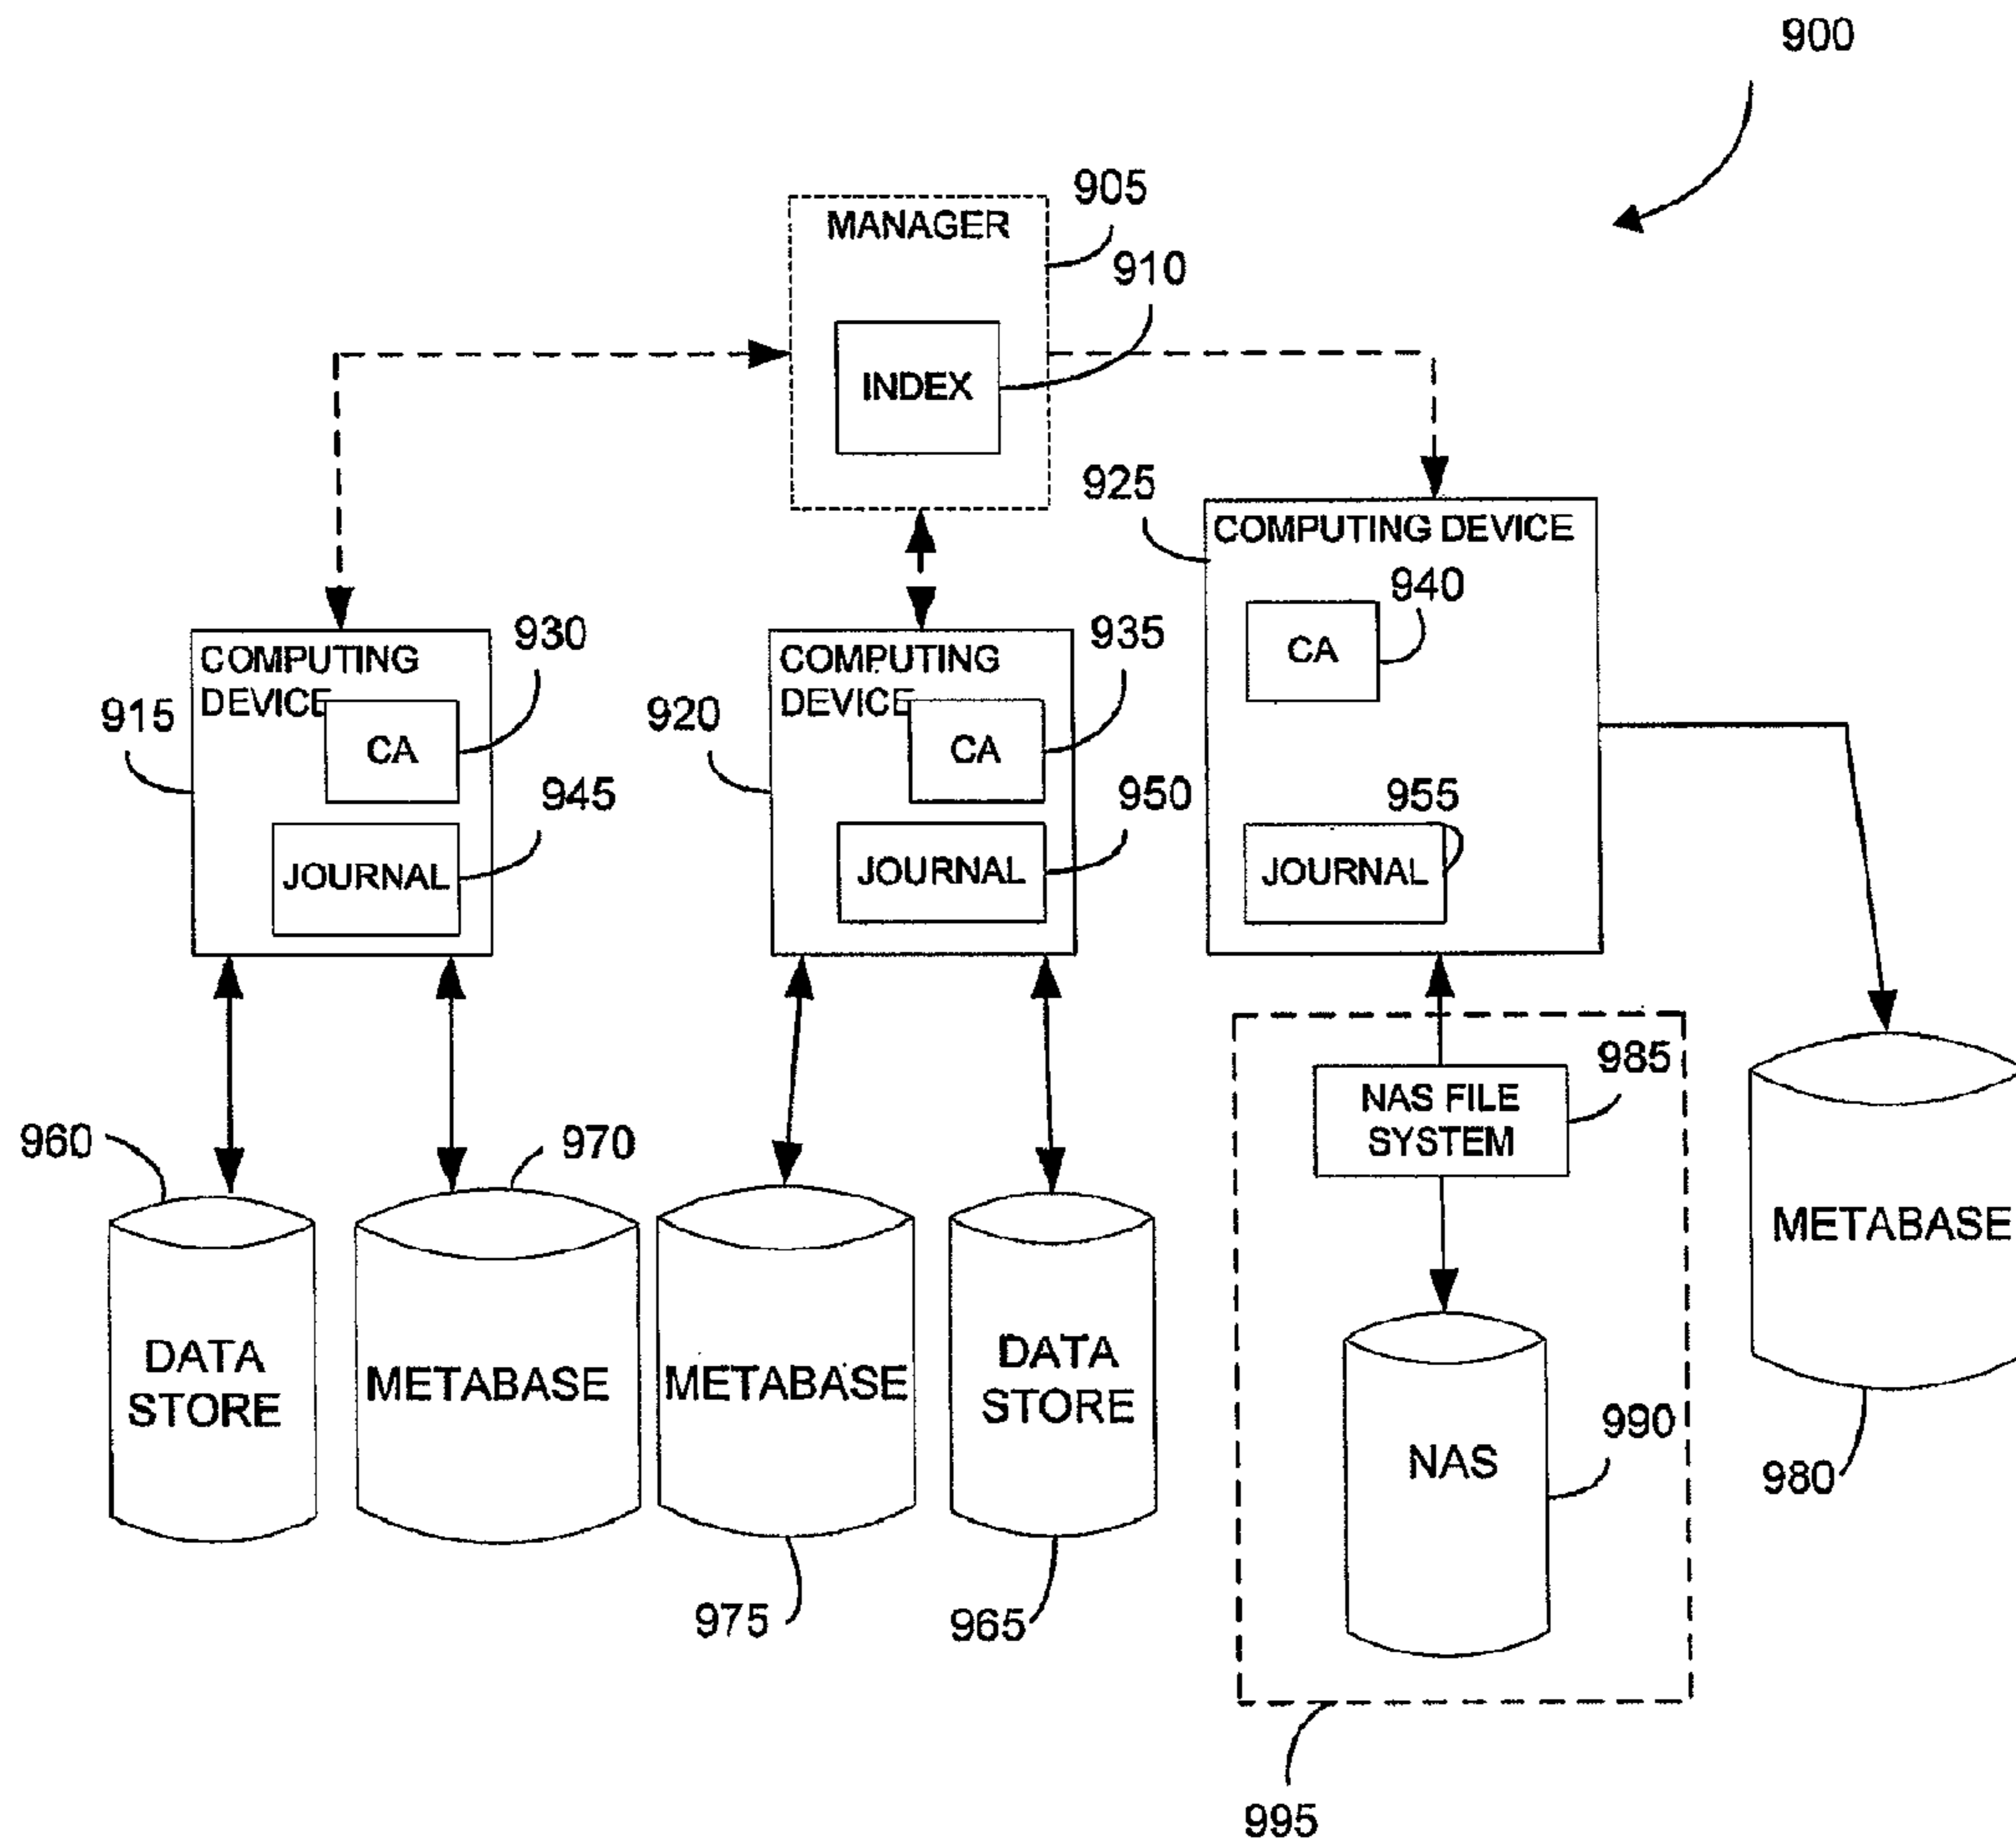 900
905
MANAGER
910
INDEX
925
COMPUTING DEVICE
940
CA
930
935
COMPUTING
DEVICE
COMPUTING
DEVICE
915
920
CA
CA
945
950
955
JOURNAL
JOURNAL
JOURNAL
985
NAS FILE
SYSTEM
960
970
METABASE
DATA
STORE
METABASE
METABASE
DATA
STORE
990
NAS
980
975
965
995